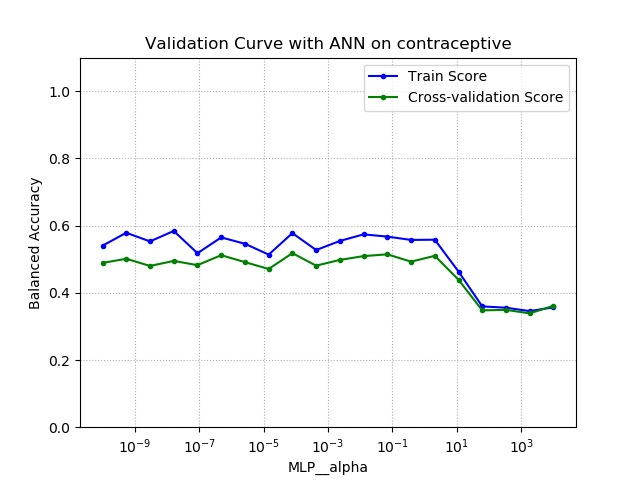 Validation Curve with ANN on contraceptive
Train Score
Cross-validation Score
Balanced Accuracy
1.0
0.8
0.6
0.4
0.2
0.0
10⁻⁹ 10⁻⁷ 10⁻⁵ 10⁻³ 10⁻¹ 10¹ 10³
MLP__alpha